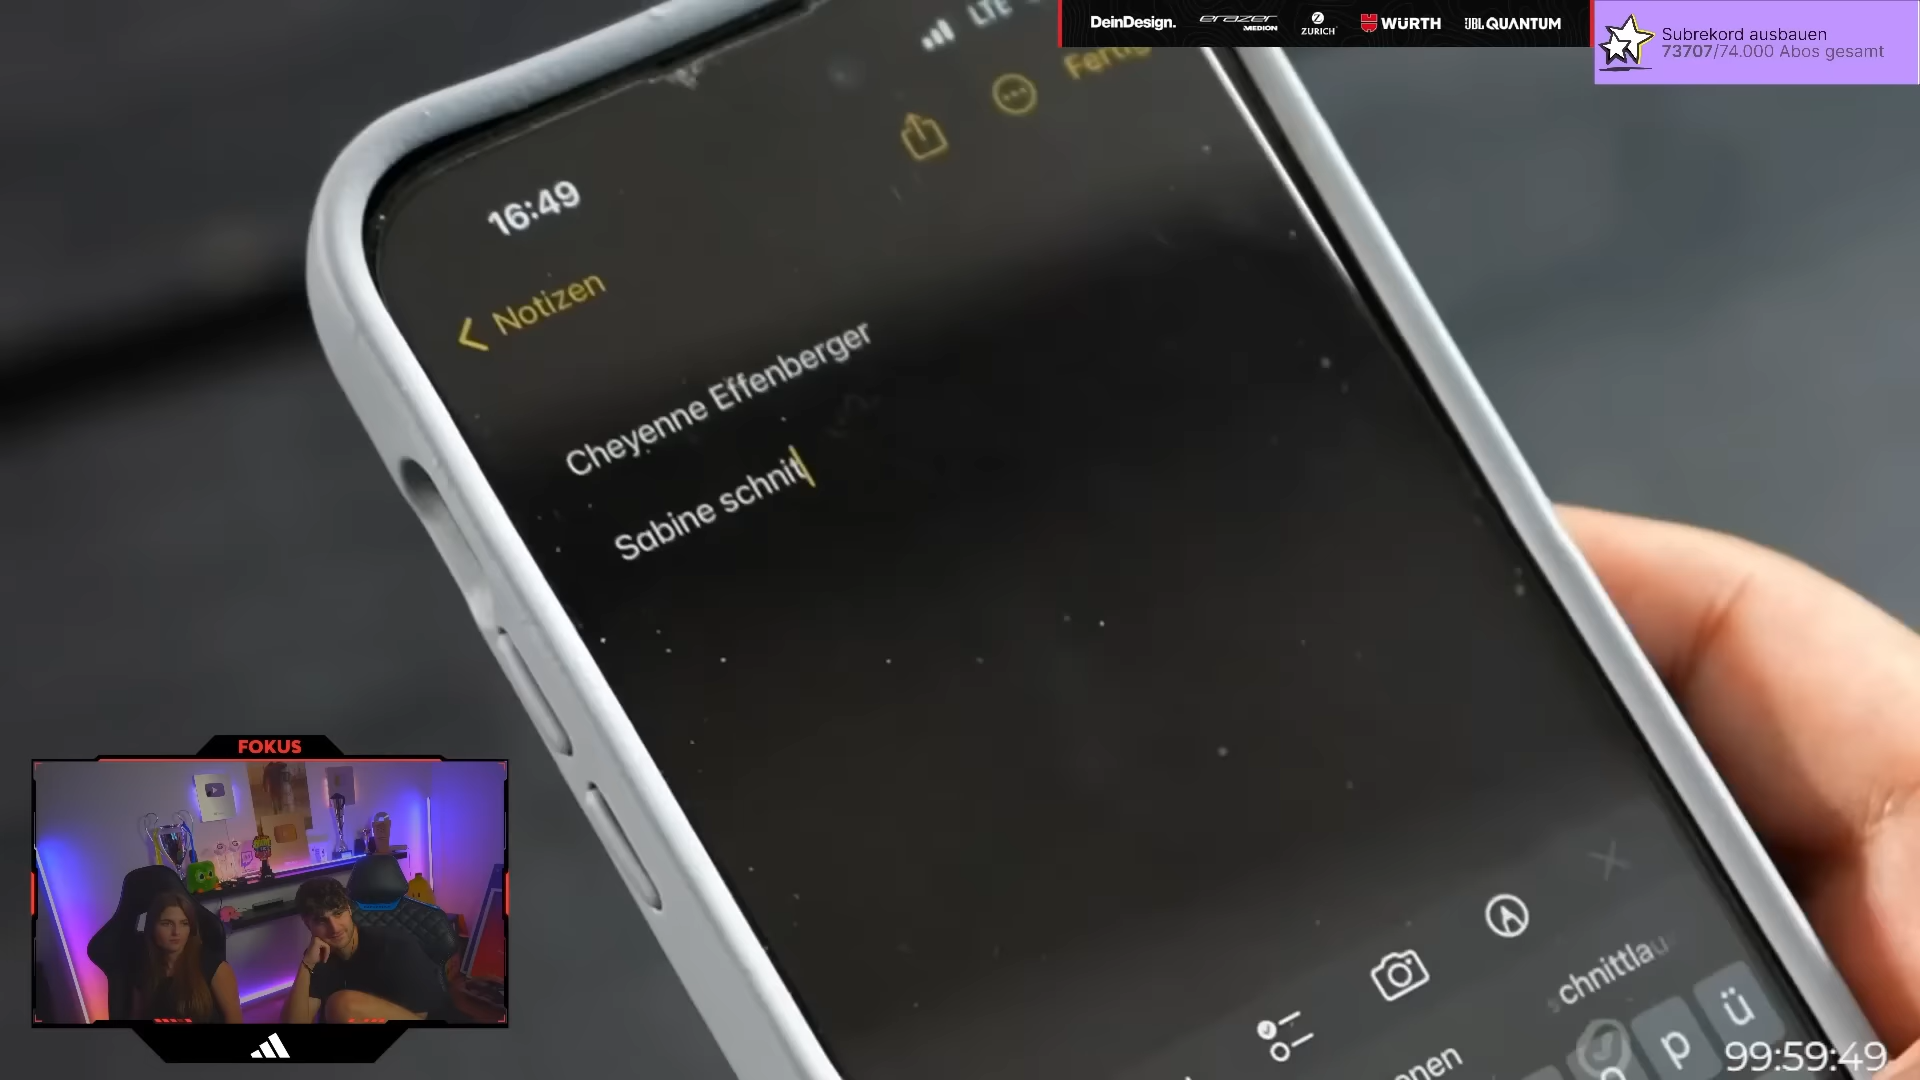 DeinDesign.
erazer
MEDION
ZURICH
WÜRTH
JBL QUANTUM
Subrekord ausbauen
73707/74.000 Abos gesamt
LTE
16:49
Notizen
Cheyenne Effenberger
Sabine schnit
FOKUS
p
ü
99:59:49